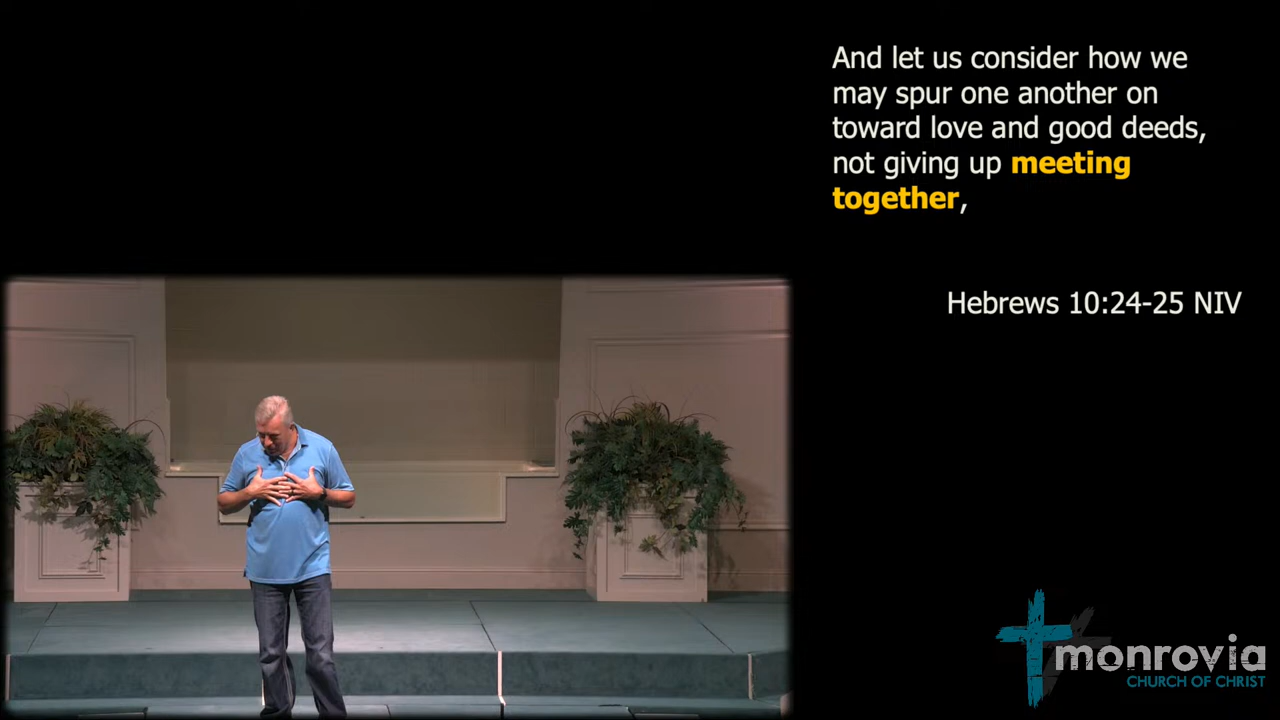 And let us consider how we
may spur one another on
toward love and good deeds,
not giving up meeting
together,
Hebrews 10:24-25 NIV
monrovia
CHURCH OF CHRIST